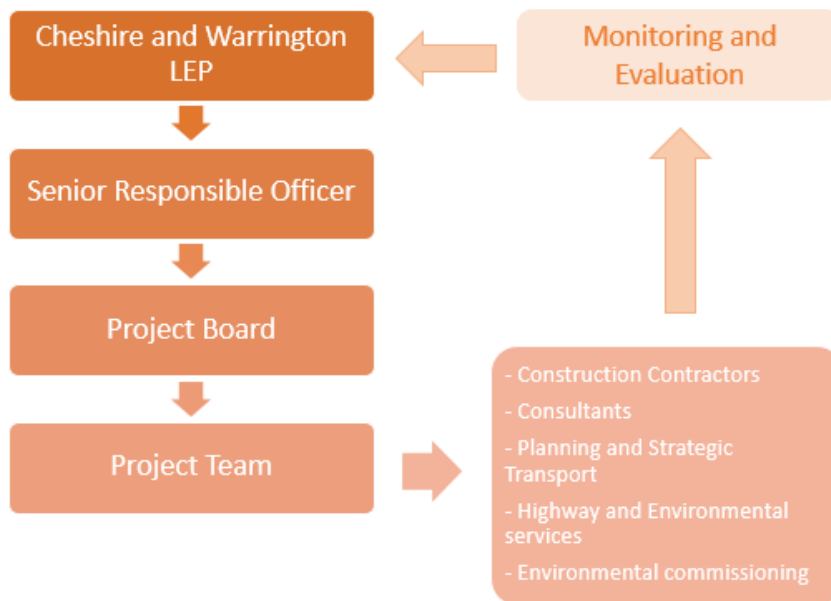 Cheshire and Warrington
LEP
Monitoring and
Evaluation
Senior Responsible Officer
Project Board
Project Team
- Construction Contractors
- Consultants
- Planning and Strategic
Transport
- Highway and Environmental
services
- Environmental commissioning